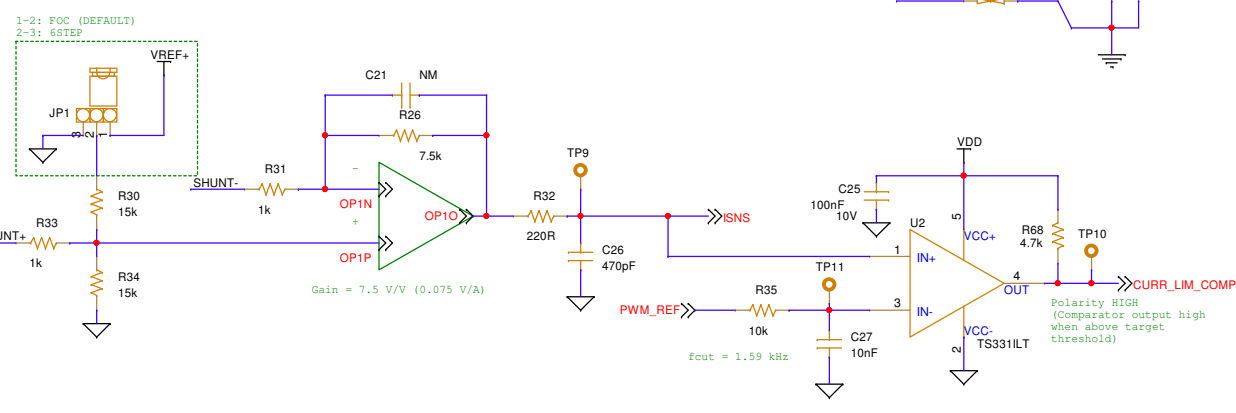 1-2: FOC (DEFAULT)
2-3: 6STEP
VREF+
JP1
3
2
1
C21
NM
R26
7.5k
SHUNT-
R31
1k
-
OP1N
+
OP1O
OP1P
R30
15k
UNT+
R33
1k
R34
15k
Gain = 7.5 V/V (0.075 V/A)
TP9
R32
220R
C26
470pF
ISNS
VDD
C25
100nF
10V
U2
5
VCC+
R68
4.7k
TP10
1
IN+
TP11
4
OUT
CURR_LIM_COMP
PWM_REF
R35
10k
3
IN-
Polarity HIGH
(Comparator output high
when above target
threshold)
VCC-
2
TS331ILT
C27
10nF
fcut = 1.59 kHz